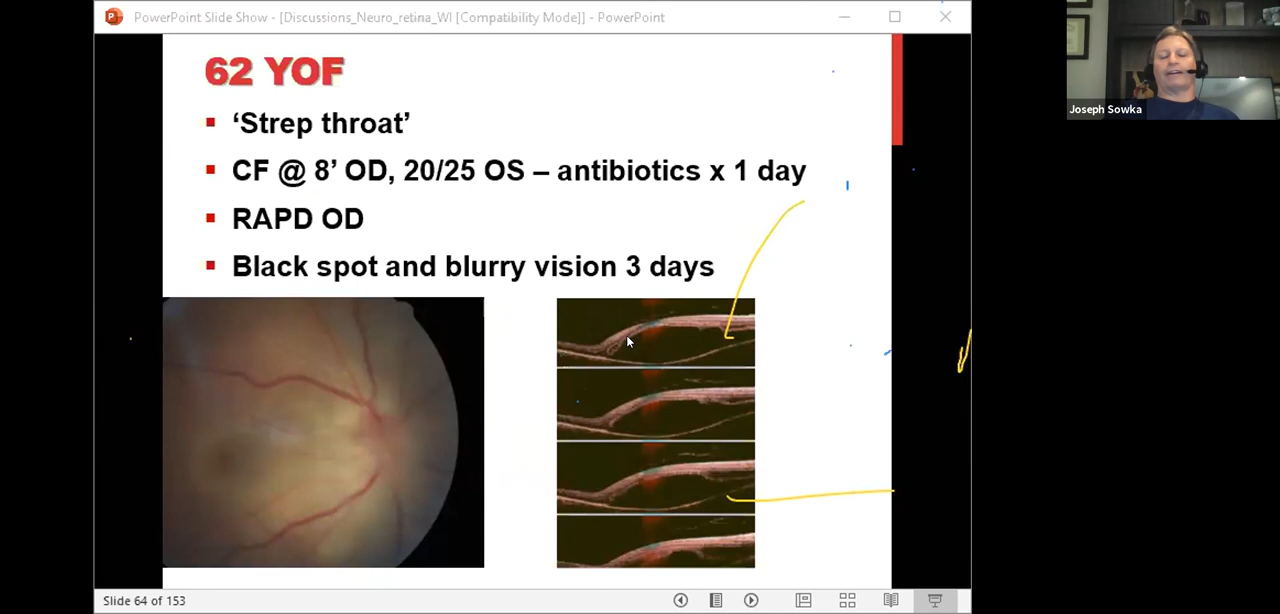 PowerPoint Slide Show - [Discussions_Neuro_retina_WI [Compatibility Mode]] - PowerPoint
62 YOF
▪ ‘Strep throat’
▪ CF @ 8’ OD, 20/25 OS – antibiotics x 1 day
▪ RAPD OD
▪ Black spot and blurry vision 3 days
Joseph Sowka
Slide 64 of 153